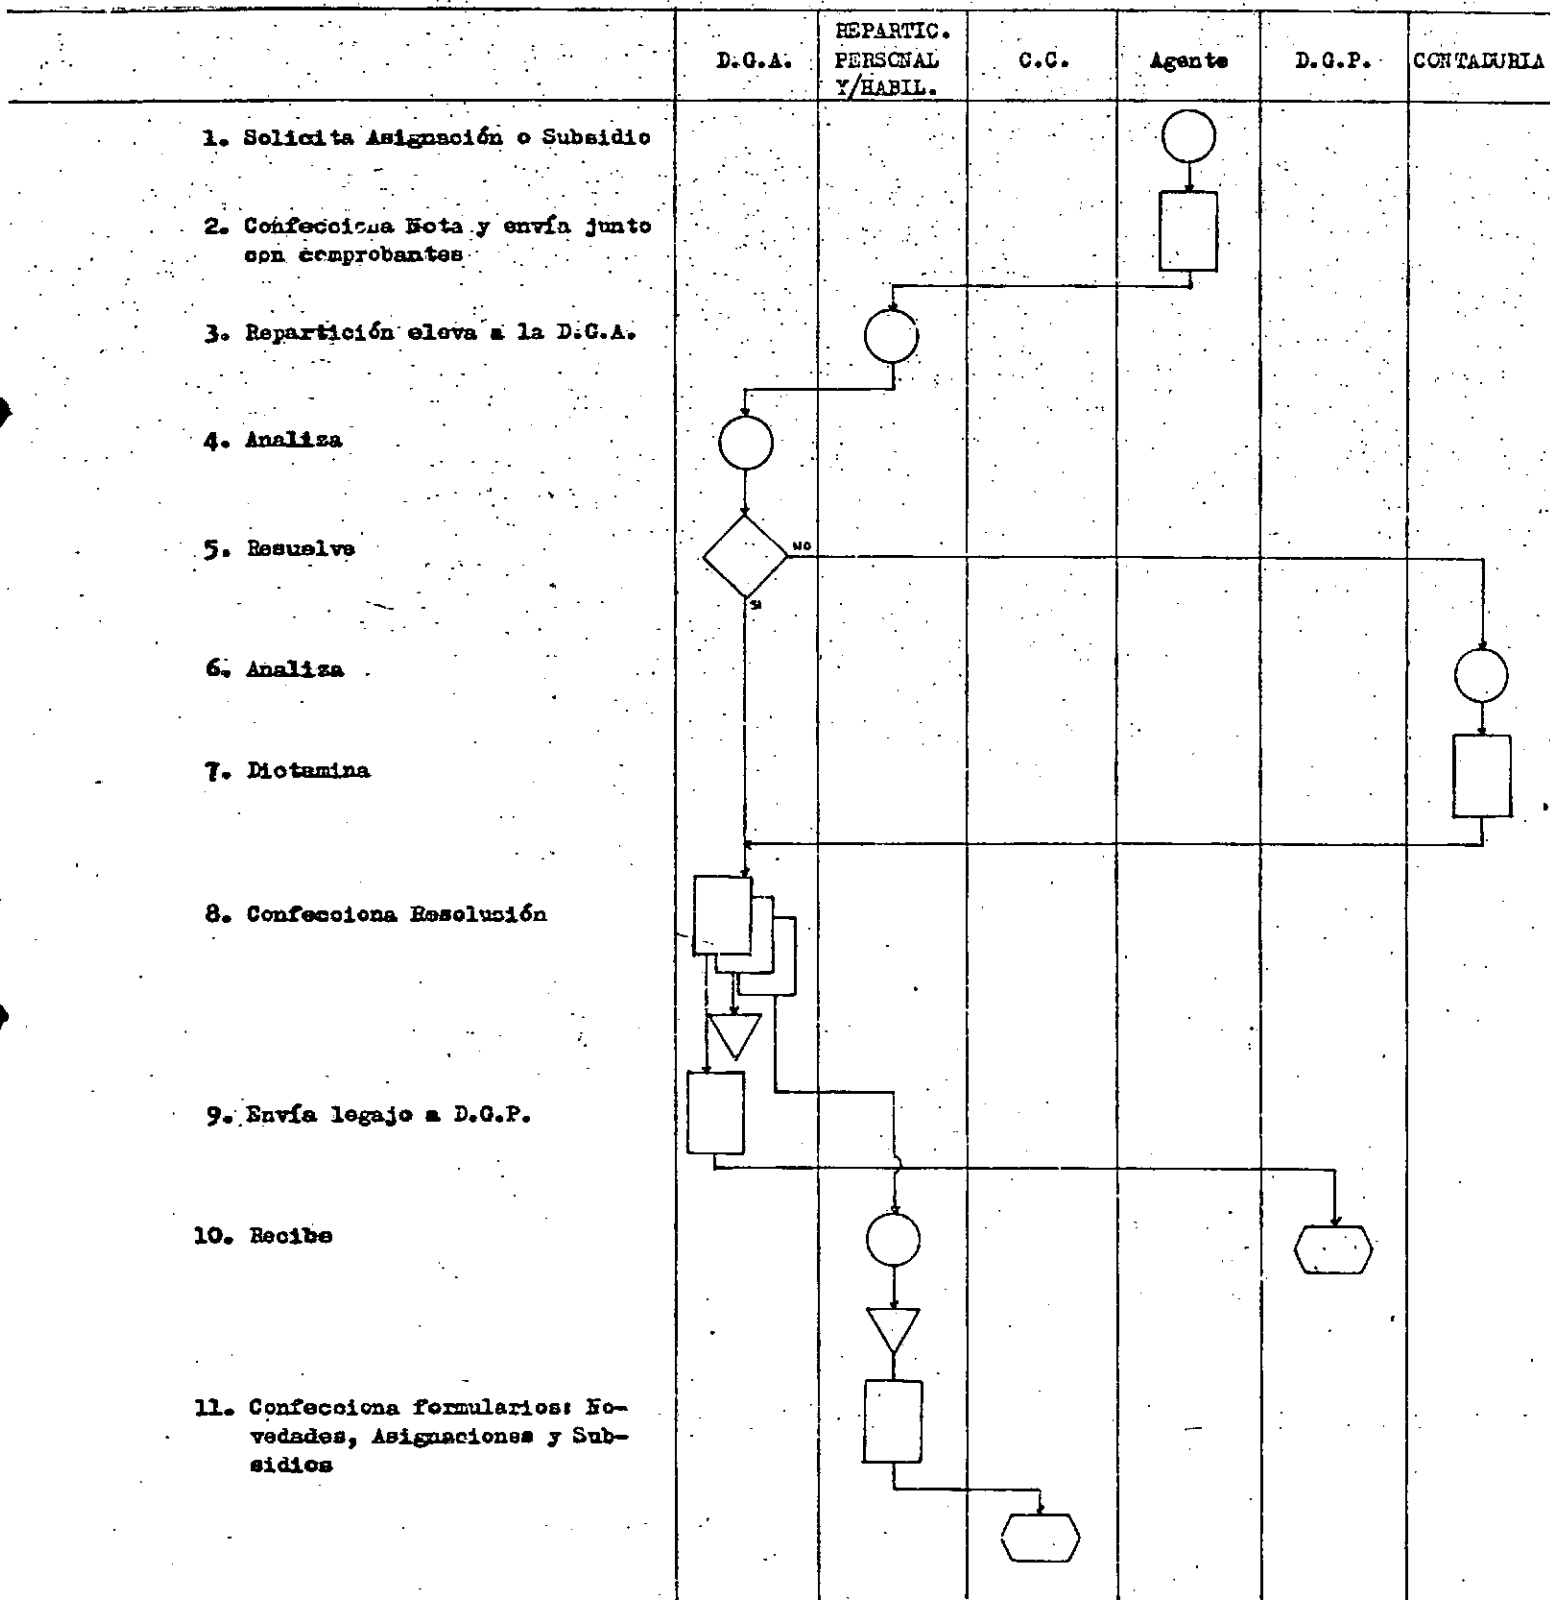 D.G.A.
REPARTIC.
PERSONAL
Y/HABIL.
C.C.
Agente
D.G.P.
CONTADURIA
1. Solicita Asignación o Subsidio
2. Confecciona Nota y envía junto
con comprobantes
3. Repartición eleva a la D.G.A.
4. Analiza
5. Resuelve
NO
SI
6. Analiza
7. Dictamina
8. Confecciona Resolución
9. Envía legajo a D.G.P.
10. Recibe
11. Confecciona formularios: No-
vedades, Asignaciones y Sub-
sidios